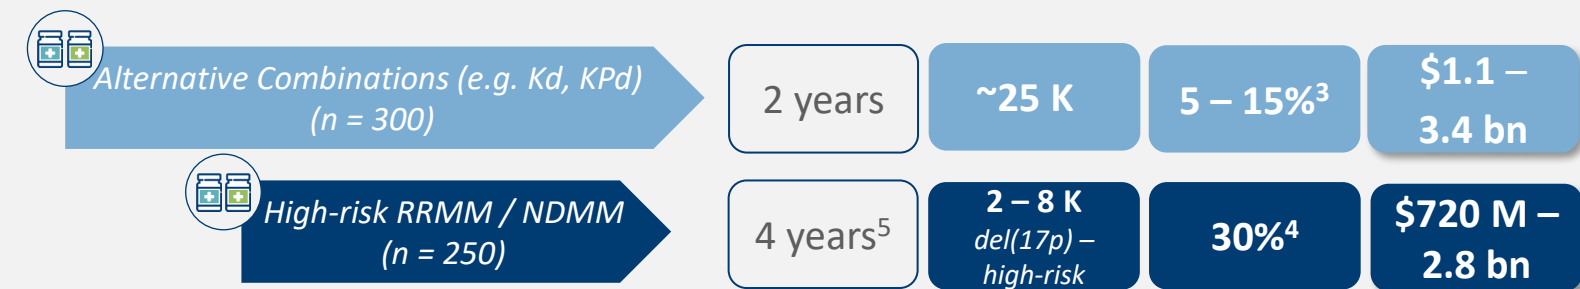 Alternative Combinations (e.g. Kd, KPd)
(n = 300)
2 years
~25 K
5 – 15%³
$1.1 –
3.4 bn
High-risk RRMM / NDMM
(n = 250)
4 years⁵
2 – 8 K
del(17p) –
high-risk
30%⁴
$720 M –
2.8 bn